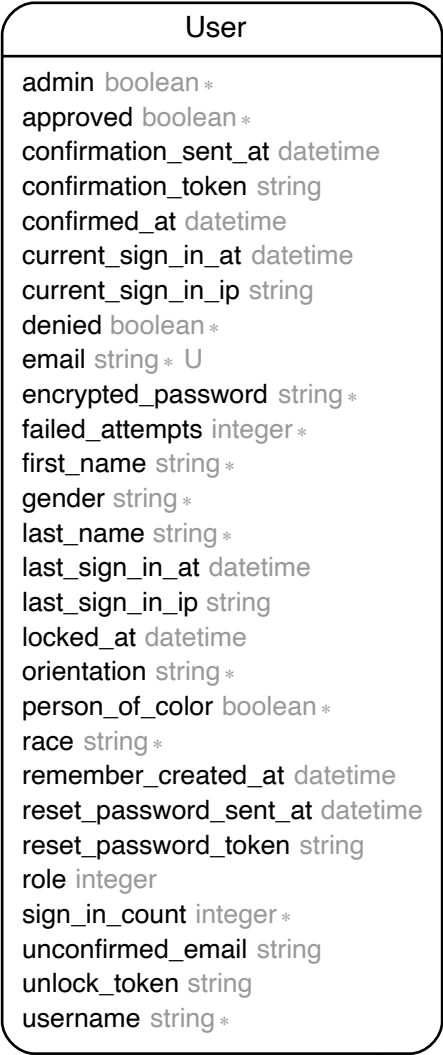 User
admin boolean *
approved boolean *
confirmation_sent_at datetime
confirmation_token string
confirmed_at datetime
current_sign_in_at datetime
current_sign_in_ip string
denied boolean *
email string * U
encrypted_password string *
failed_attempts integer *
first_name string *
gender string *
last_name string *
last_sign_in_at datetime
last_sign_in_ip string
locked_at datetime
orientation string *
person_of_color boolean *
race string *
remember_created_at datetime
reset_password_sent_at datetime
reset_password_token string
role integer
sign_in_count integer *
unconfirmed_email string
unlock_token string
username string *